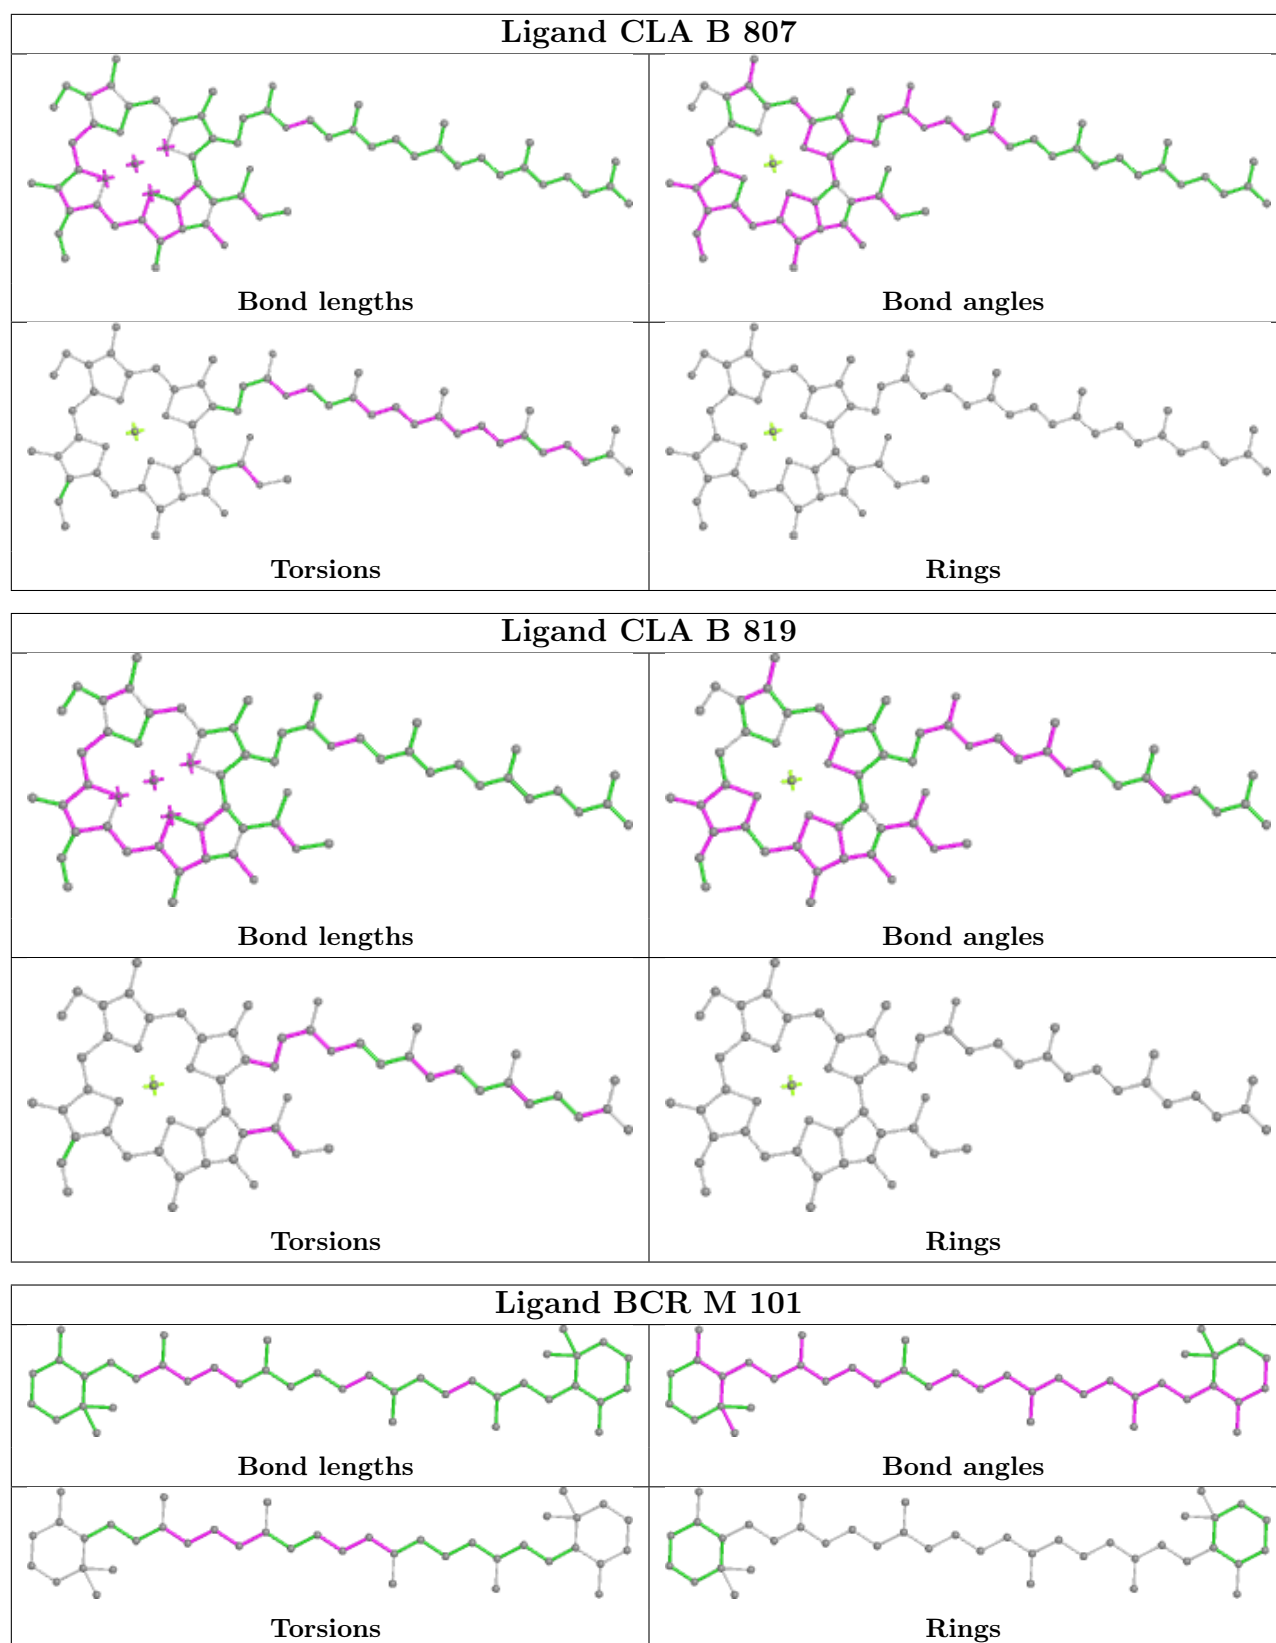 Ligand CLA B 807
Bond lengths
Bond angles
Torsions
Rings
Ligand CLA B 819
Bond lengths
Bond angles
Torsions
Rings
Ligand BCR M 101
Bond lengths
Bond angles
Torsions
Rings